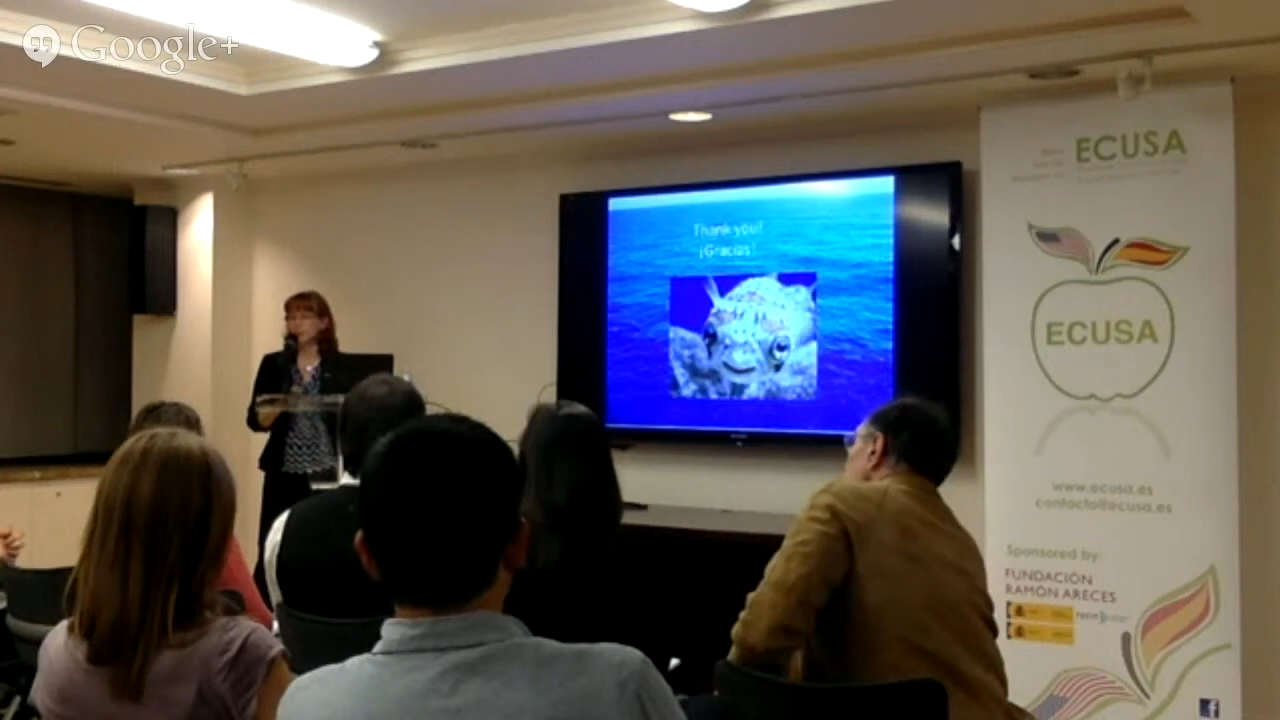 Google+
Thank you!
¡Gracias!
ECUSA
ECUSA
www.ecusa.es
contacto@ecusa.es
Sponsored by:
FUNDACIÓN
RAMÓN ARECES